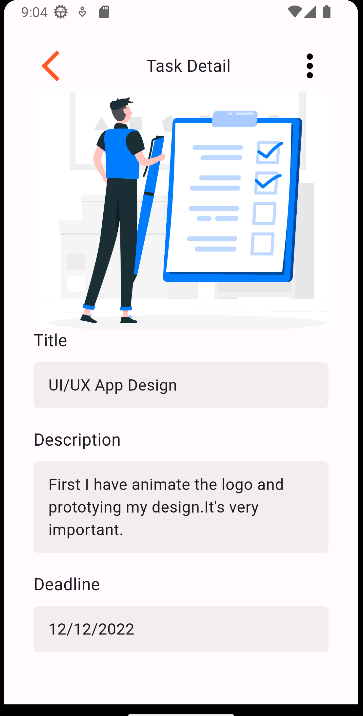 9:04
Task Detail
Title
UI/UX App Design
Description
First I have animate the logo and
prototying my design.It's very
important.
Deadline
12/12/2022